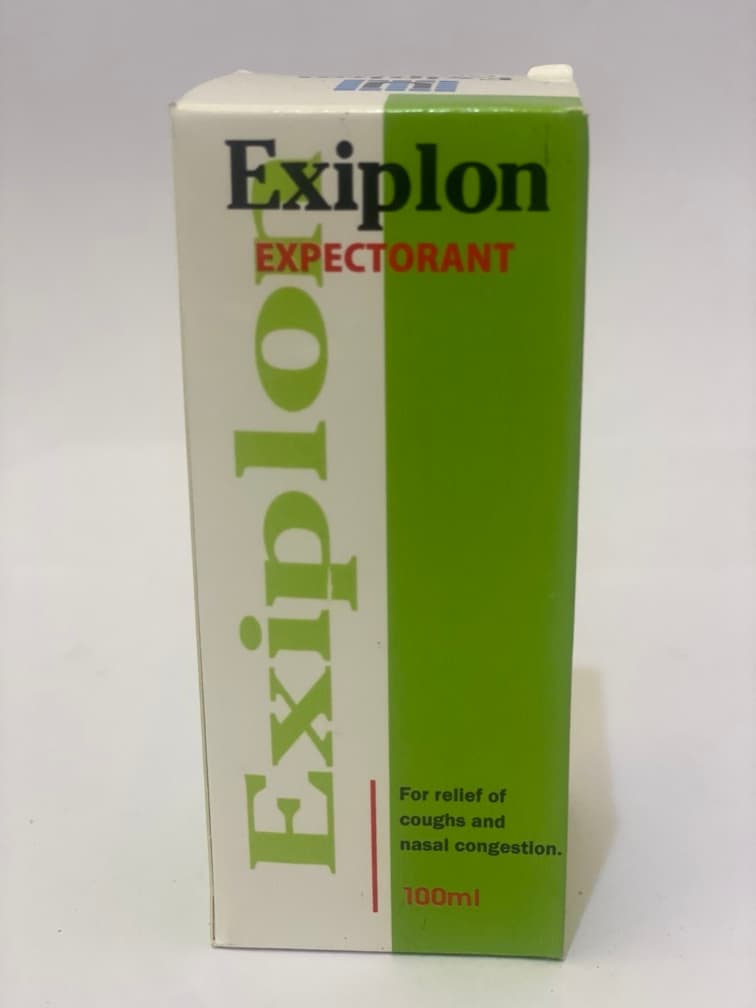 Exiplon
EXPECTORANT
Exiplon
For relief of
coughs and
nasal congestion.
100ml